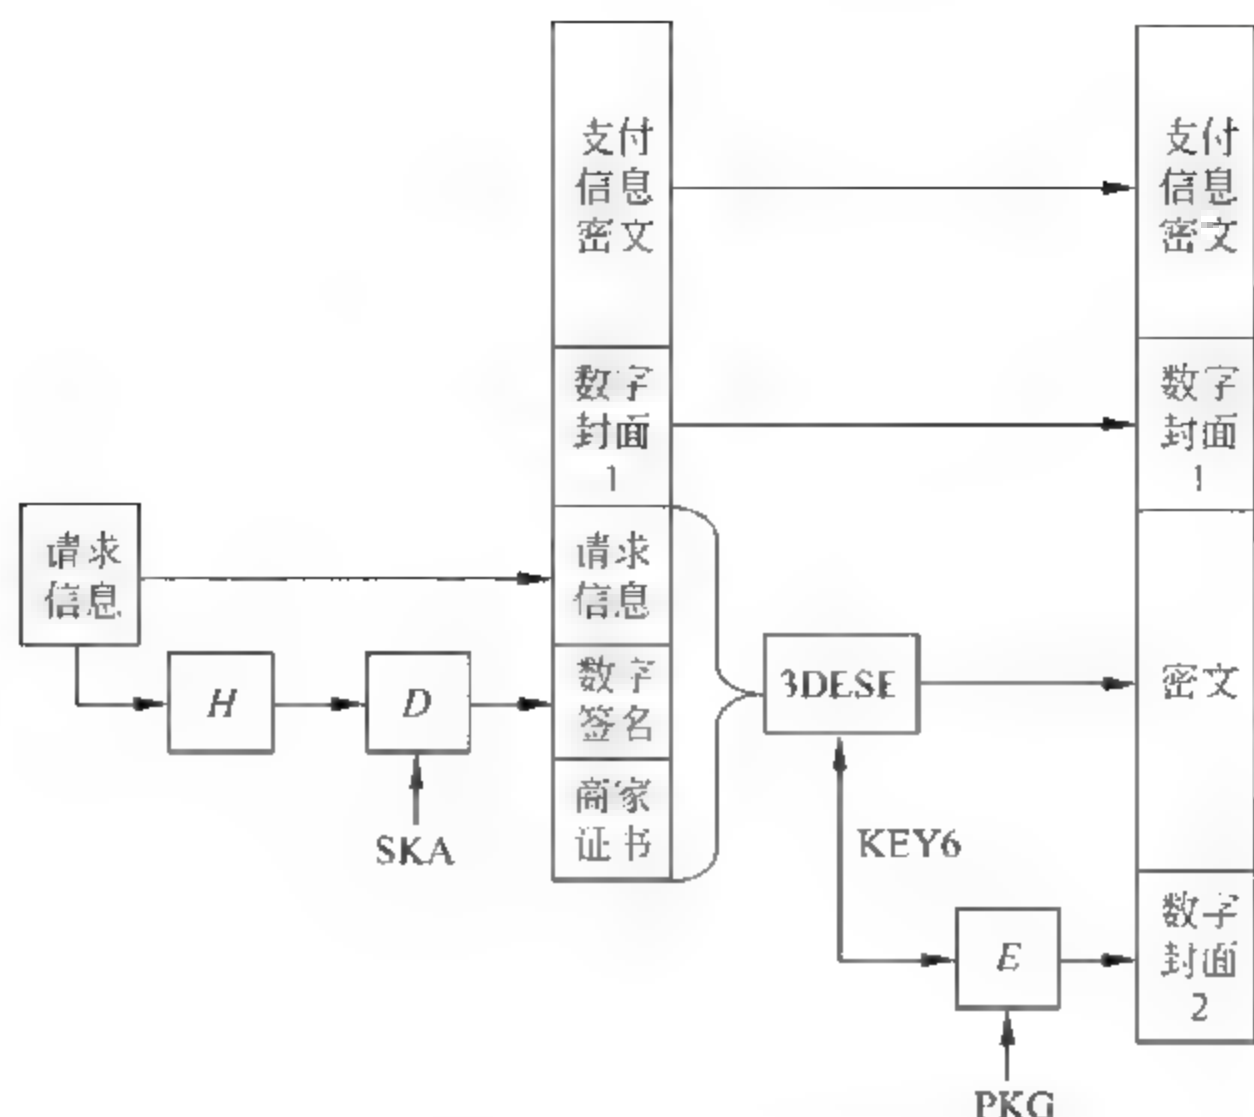 支付
信息
密文
支付
信息
密文
数字
封面
1
数字
封面
1
请求
信息
请求
信息
H
D
SKA
数字
签名
商家
证书
3DESE
密文
KEY6
E
PKG
数字
封面
2